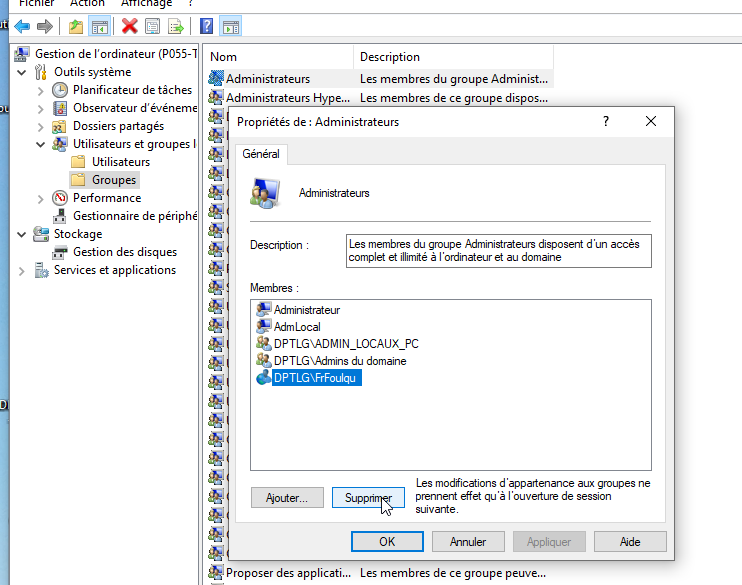 Fichier Action Affichage ?
Gestion de l'ordinateur (P055-T
Outils système
Planificateur de tâches
Observateur d'événeme
Dossiers partagés
Utilisateurs et groupes l
Utilisateurs
Groupes
Performance
Gestionnaire de périphé
Stockage
Gestion des disques
Services et applications
Nom Description
Administrateurs Les membres du groupe Administ...
Administrateurs Hype... Les membres de ce groupe dispos...
Propriétés de : Administrateurs ?
Général
Administrateurs
Description :
Les membres du groupe Administrateurs disposent d'un accès
complet et illimité à l'ordinateur et au domaine
Membres :
Administrateur
AdmLocal
DPTLG\ADMIN_LOCAUX_PC
DPTLG\Admins du domaine
DPTLG\FrFoulqu
Ajouter... Supprimer
Les modifications d'appartenance aux groupes ne
prennent effet qu'à l'ouverture de session
suivante.
OK Annuler Appliquer Aide
Proposer des applicati... Les membres de ce groupe peuve...